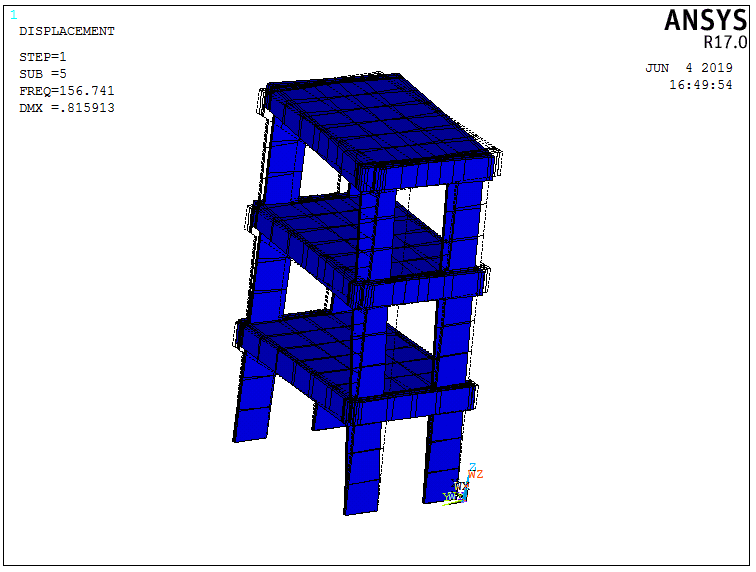 1
DISPLACEMENT
STEP=1
SUB =5
FREQ=156.741
DMX =.815913
ANSYS
R17.0
JUN 4 2019
16:49:54
Z
WZ